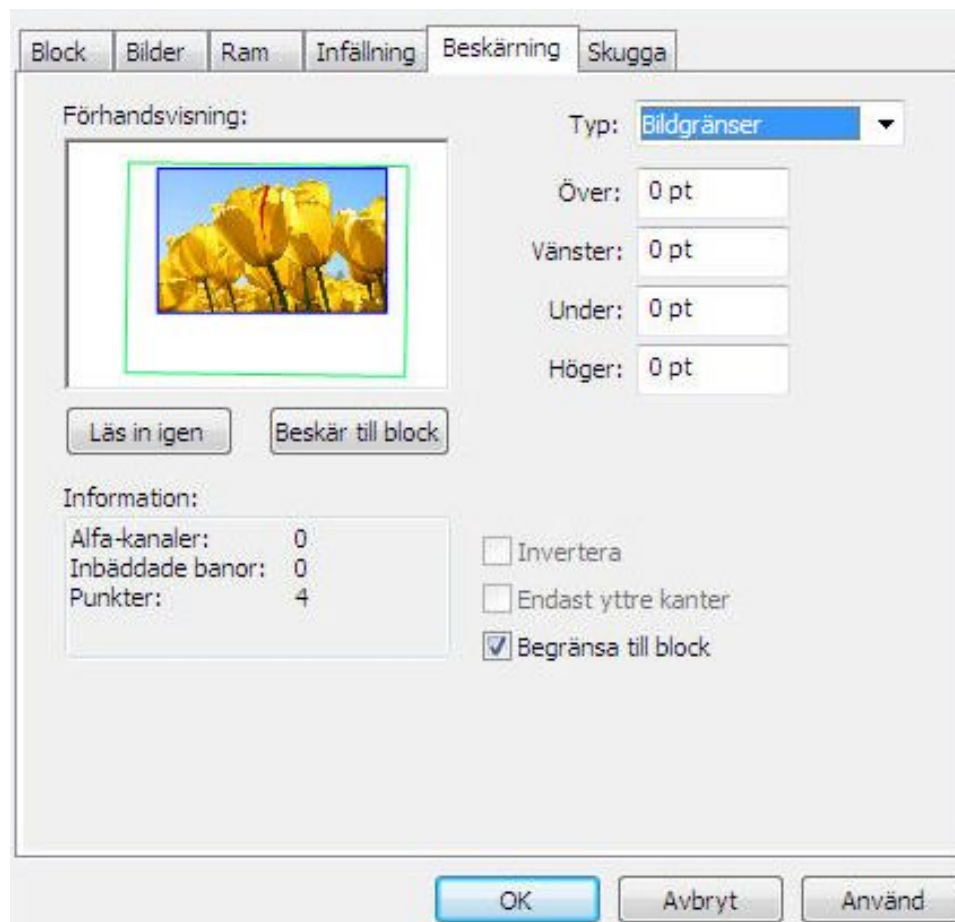 Block Bilder Ram Infällning Beskärning Skugga
Förhandsvisning:
Typ: Bildgränser
Över: 0 pt
Vänster: 0 pt
Under: 0 pt
Höger: 0 pt
Läs in igen Beskär till block
Information:
Alfa-kanaler: 0
Inbäddade banor: 0
Punkter: 4
Invertera
Endast yttre kanter
Begränsa till block
OK Avbryt Använd